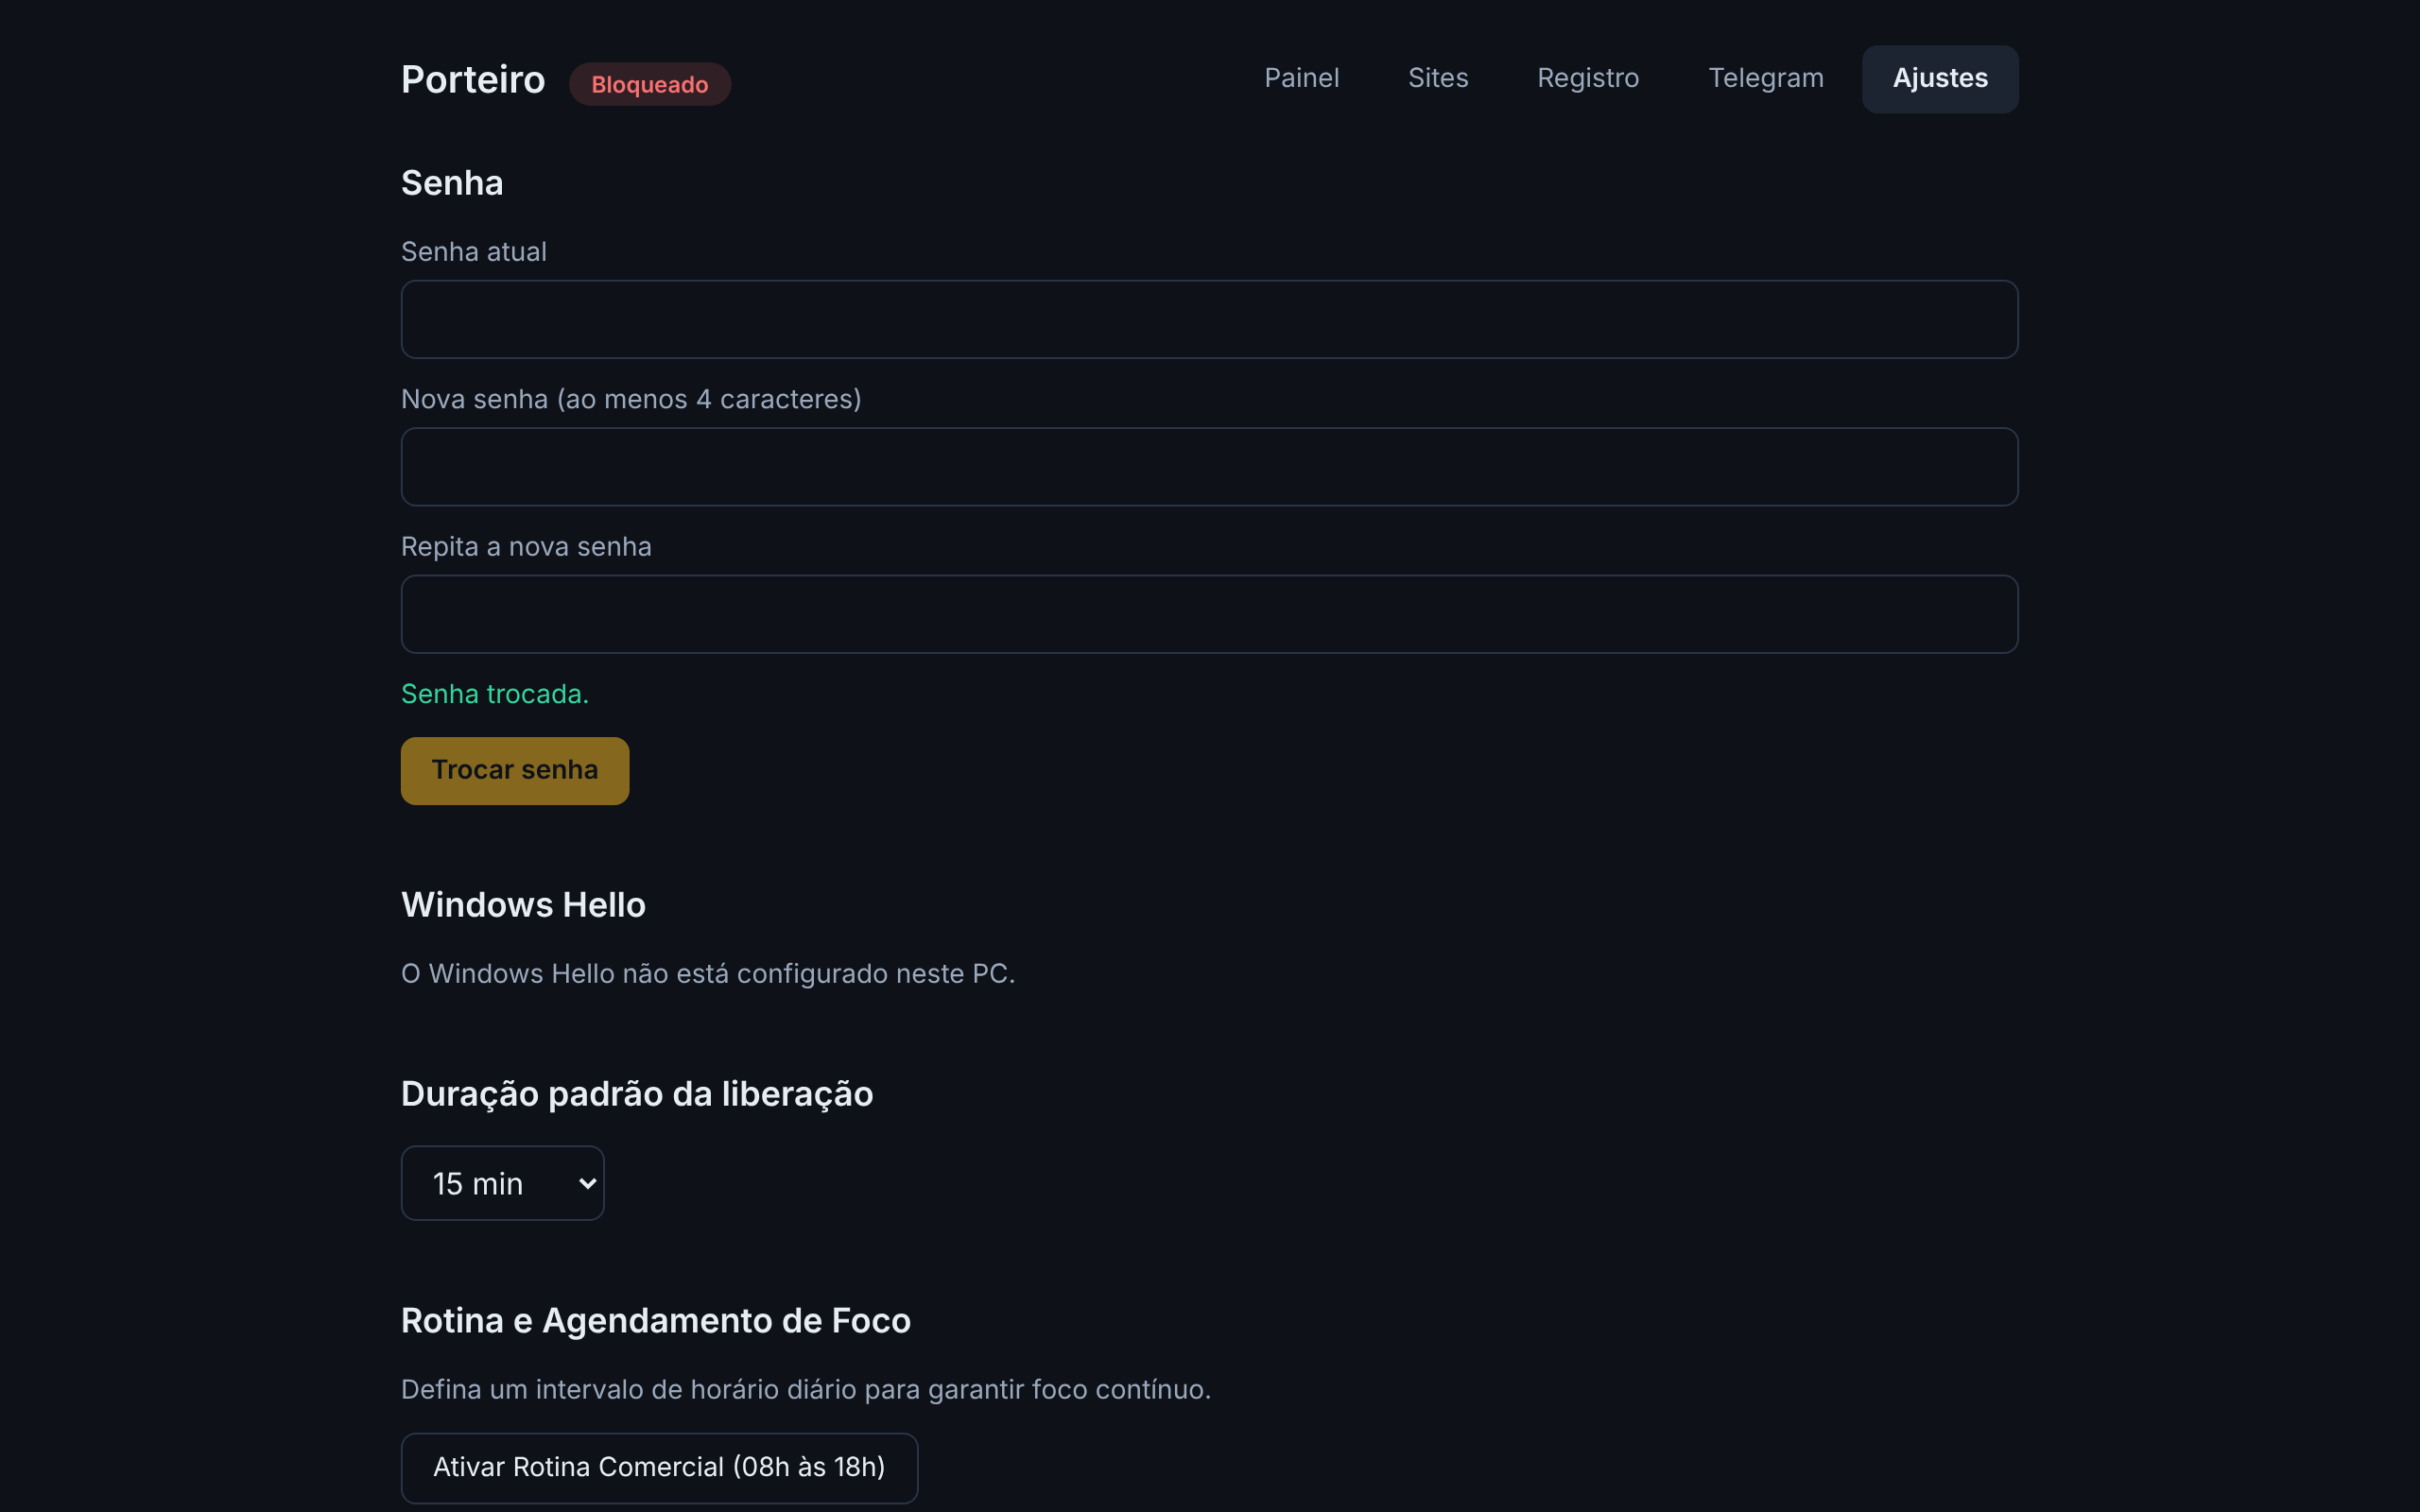 Porteiro Bloqueado Painel Sites Registro Telegram Ajustes
Senha
Senha atual
Nova senha (ao menos 4 caracteres)
Repita a nova senha
Senha trocada.
Trocar senha
Windows Hello
O Windows Hello não está configurado neste PC.
Duração padrão da liberação
15 min
Rotina e Agendamento de Foco
Defina um intervalo de horário diário para garantir foco contínuo.
Ativar Rotina Comercial (08h às 18h)